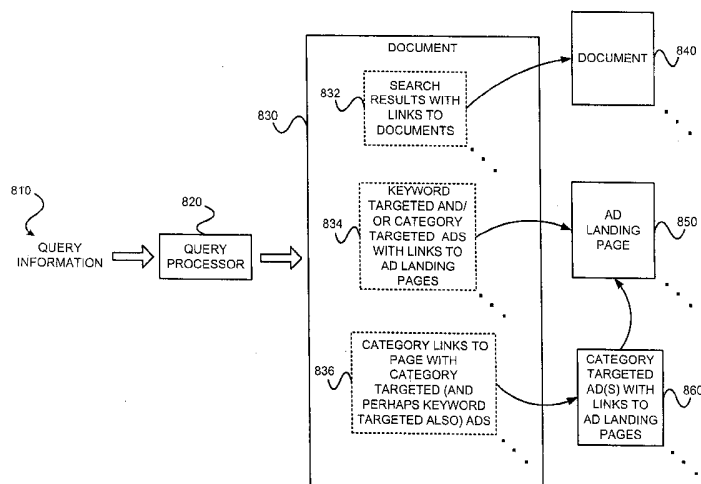 810
QUERY
INFORMATION
820
QUERY
PROCESSOR
830
DOCUMENT
832
SEARCH
RESULTS WITH
LINKS TO
DOCUMENTS
834
KEYWORD
TARGETED AND/
OR CATEGORY
TARGETED ADS
WITH LINKS TO
AD LANDING
PAGES
836
CATEGORY LINKS TO
PAGE WITH
CATEGORY
TARGETED (AND
PERHAPS KEYWORD
TARGETED ALSO) ADS
DOCUMENT
840
AD
LANDING
PAGE
850
CATEGORY
TARGETED
AD(S) WITH
LINKS TO
AD LANDING
PAGES
860